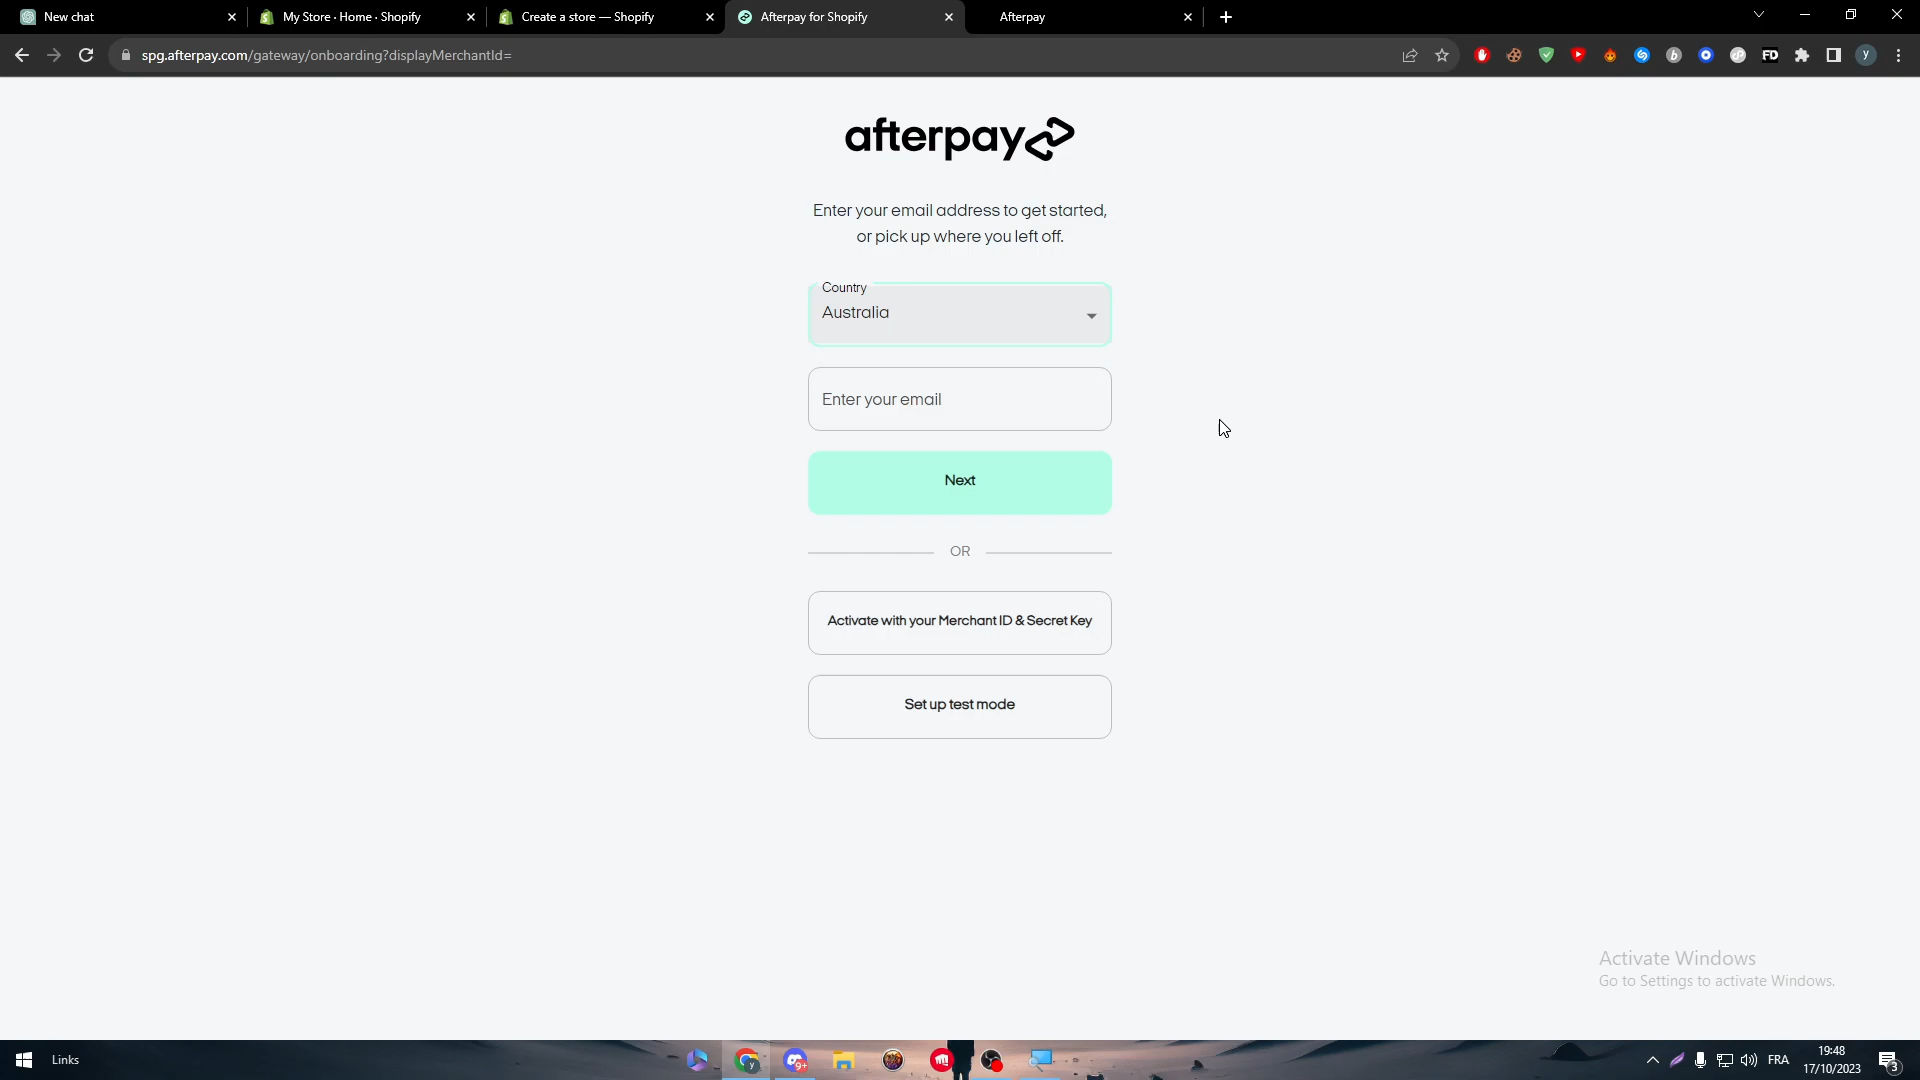 New chat
My Store · Home · Shopify
Create a store — Shopify
Afterpay for Shopify
Afterpay
spg.afterpay.com/gateway/onboarding?displayMerchantId=
FD
y
afterpay
Enter your email address to get started,
or pick up where you left off.
Country
Australia
Enter your email
Next
OR
Activate with your Merchant ID & Secret Key
Set up test mode
Activate Windows
Go to Settings to activate Windows.
Links
9+
FRA
19:48
17/10/2023
3